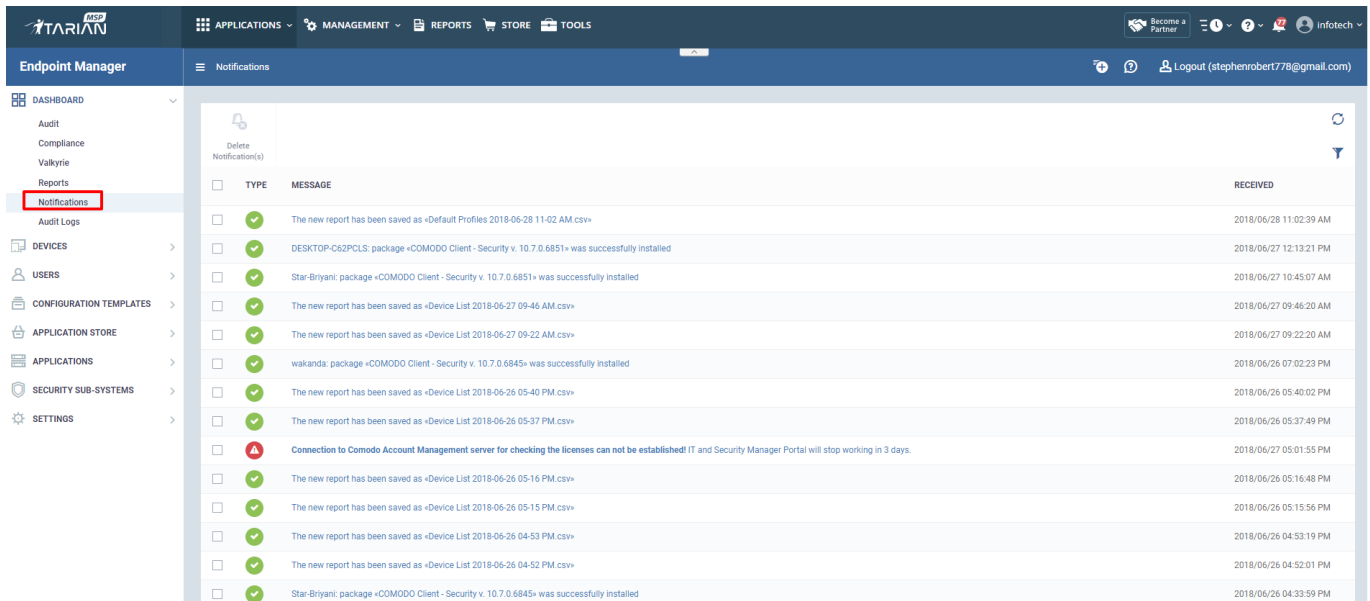 ITARIAN MSP
APPLICATIONS MANAGEMENT REPORTS STORE TOOLS
Become a Partner
77
infotech
Endpoint Manager
Notifications
Logout (stephenrobert778@gmail.com)
DASHBOARD
Audit
Compliance
Valkyrie
Reports
Notifications
Audit Logs
DEVICES
USERS
CONFIGURATION TEMPLATES
APPLICATION STORE
APPLICATIONS
SECURITY SUB-SYSTEMS
SETTINGS
Delete
Notification(s)
TYPE MESSAGE RECEIVED
The new report has been saved as «Default Profiles 2018-06-28 11-02 AM.csv» 2018/06/28 11:02:39 AM
DESKTOP-C62PCLS: package «COMODO Client - Security v. 10.7.0.6851» was successfully installed 2018/06/27 12:13:21 PM
Star-Briyani: package «COMODO Client - Security v. 10.7.0.6851» was successfully installed 2018/06/27 10:45:07 AM
The new report has been saved as «Device List 2018-06-27 09-46 AM.csv» 2018/06/27 09:46:20 AM
The new report has been saved as «Device List 2018-06-27 09-22 AM.csv» 2018/06/27 09:22:20 AM
wakanda: package «COMODO Client - Security v. 10.7.0.6845» was successfully installed 2018/06/26 07:02:23 PM
The new report has been saved as «Device List 2018-06-26 05-40 PM.csv» 2018/06/26 05:40:02 PM
The new report has been saved as «Device List 2018-06-26 05-37 PM.csv» 2018/06/26 05:37:49 PM
Connection to Comodo Account Management server for checking the licenses can not be established! IT and Security Manager Portal will stop working in 3 days. 2018/06/27 05:01:55 PM
The new report has been saved as «Device List 2018-06-26 05-16 PM.csv» 2018/06/26 05:16:48 PM
The new report has been saved as «Device List 2018-06-26 05-15 PM.csv» 2018/06/26 05:15:56 PM
The new report has been saved as «Device List 2018-06-26 04-53 PM.csv» 2018/06/26 04:53:19 PM
The new report has been saved as «Device List 2018-06-26 04-52 PM.csv» 2018/06/26 04:52:01 PM
Star-Briyani: package «COMODO Client - Security v. 10.7.0.6845» was successfully installed 2018/06/26 04:33:59 PM